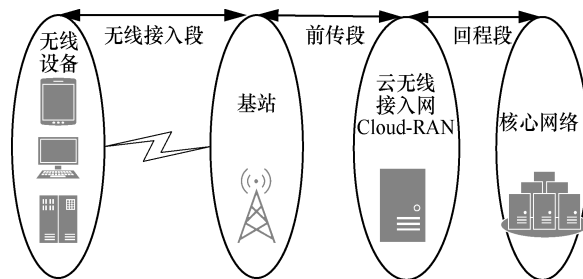 无线接入段
前传段
回程段
无线
设备
基站
云无线
接入网
Cloud-RAN
核心网络